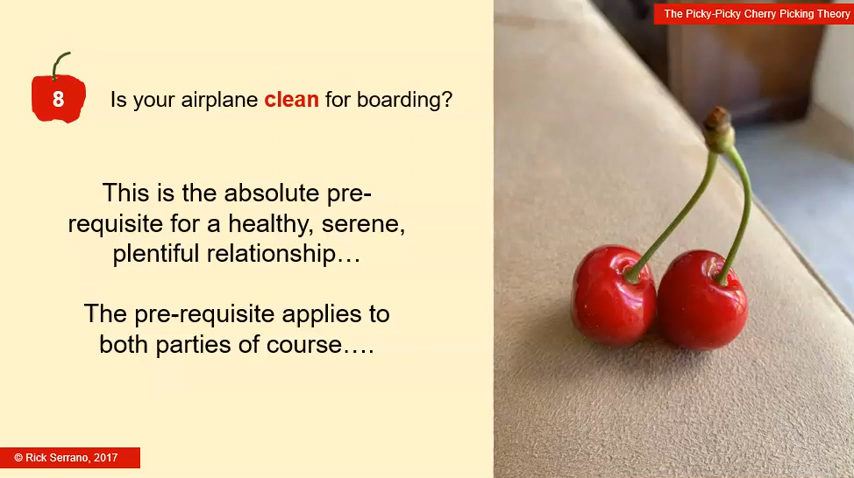 The Picky-Picky Cherry Picking Theory
8
Is your airplane clean for boarding?
This is the absolute pre-
requisite for a healthy, serene,
plentiful relationship…
The pre-requisite applies to
both parties of course….
© Rick Serrano, 2017